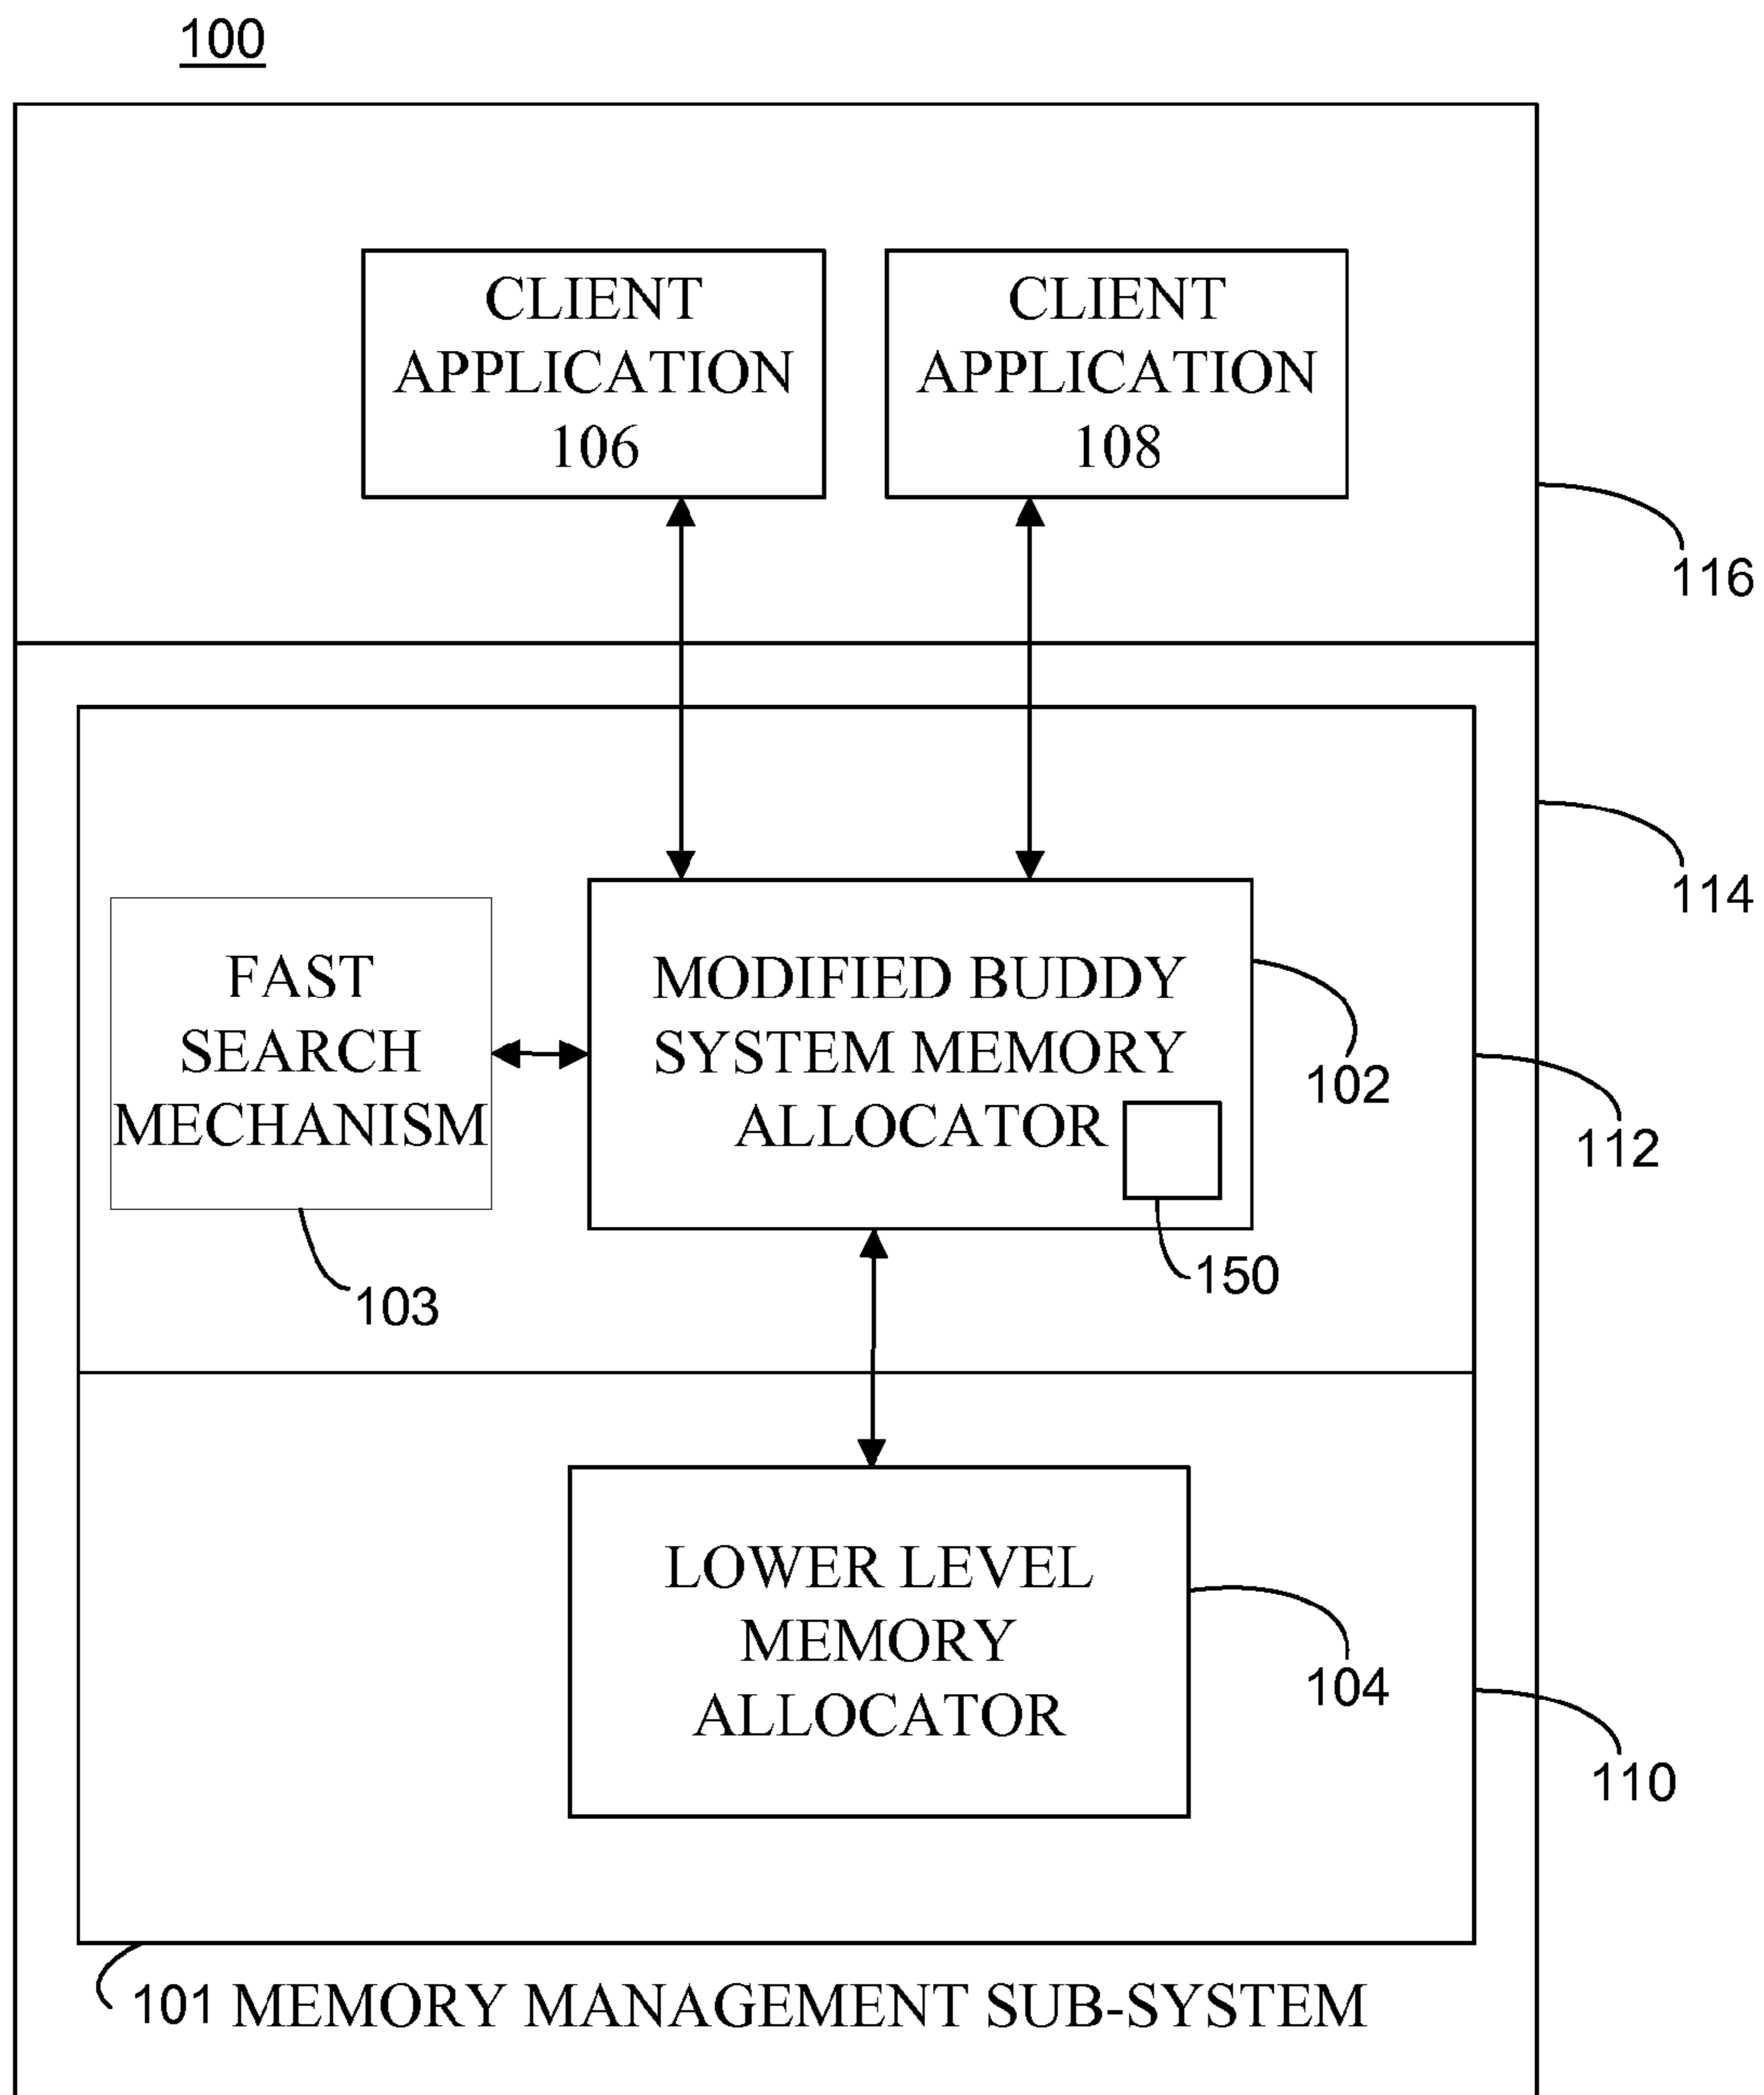 100
CLIENT
APPLICATION
106
CLIENT
APPLICATION
108
116
114
FAST
SEARCH
MECHANISM
103
MODIFIED BUDDY
SYSTEM MEMORY
ALLOCATOR
102
150
112
LOWER LEVEL
MEMORY
ALLOCATOR
104
110
101 MEMORY MANAGEMENT SUB-SYSTEM